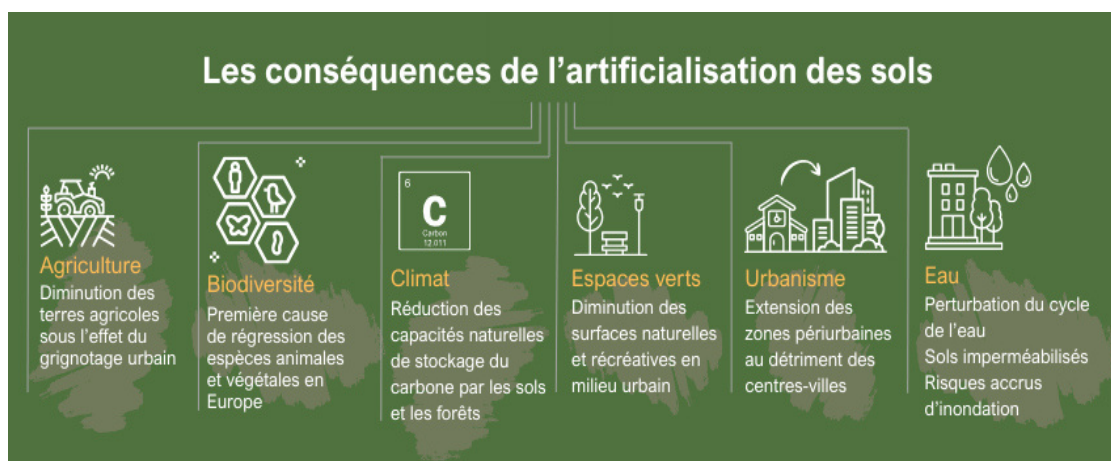 Les conséquences de l'artificialisation des sols
Agriculture
Diminution des
terres agricoles
sous l'effet du
grignotage urbain
Biodiversité
Première cause
de régression des
espèces animales
et végétales en
Europe
6
C
Carbon
12.011
Climat
Réduction des
capacités naturelles
de stockage du
carbone par les sols
et les forêts
Espaces verts
Diminution des
surfaces naturelles
et récréatives en
milieu urbain
Urbanisme
Extension des
zones périurbaines
au détriment des
centres-villes
Eau
Perturbation du cycle
de l'eau
Sols imperméabilisés
Risques accrus
d'inondation